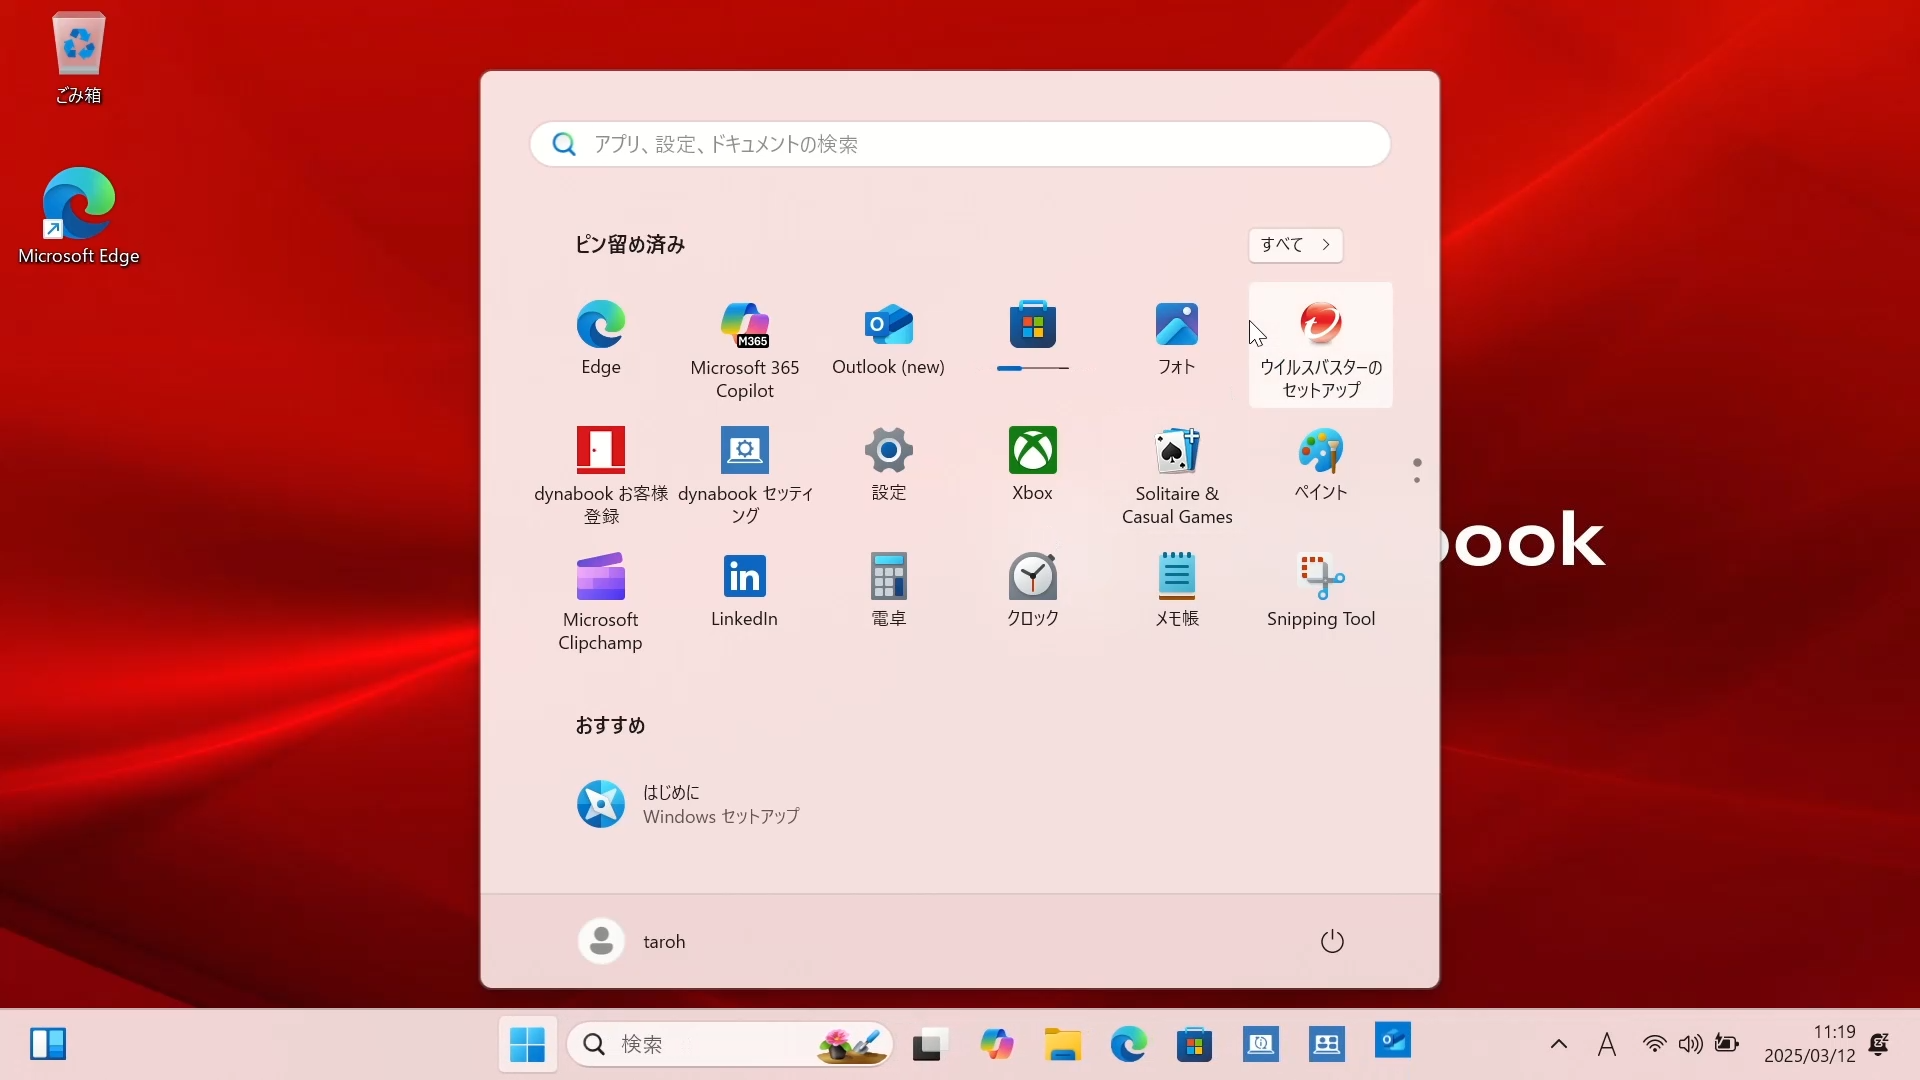 ごみ箱
Microsoft Edge
アプリ、設定、ドキュメントの検索
ピン留め済み
すべて
Edge
M365
Microsoft 365
Copilot
Outlook (new)
フォト
ウイルスバスターの
セットアップ
dynabook お客様
登録
dynabook セッティ
ング
設定
Xbox
Solitaire &
Casual Games
ペイント
Microsoft
Clipchamp
in
LinkedIn
電卓
クロック
メモ帳
Snipping Tool
book
おすすめ
はじめに
Windows セットアップ
taroh
検索
A
11:19
2025/03/12